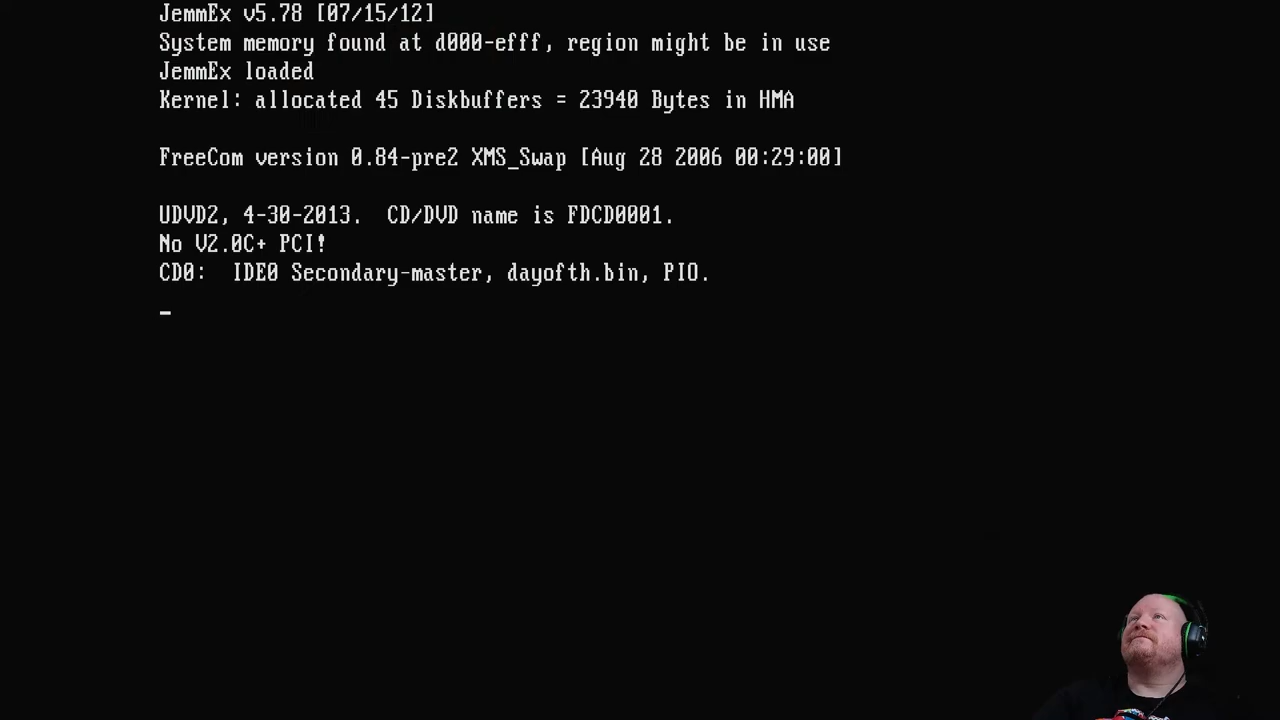 JemmEx v5.78 [07/15/12]
System memory found at d000-efff, region might be in use
JemmEx loaded
Kernel: allocated 45 Diskbuffers = 23940 Bytes in HMA
FreeCom version 0.84-pre2 XMS_Swap [Aug 28 2006 00:29:00]
UDVD2, 4-30-2013.  CD/DVD name is FDCD0001.
No V2.0C+ PCI!
CD0:  IDE0 Secondary-master, dayofth.bin, PIO.